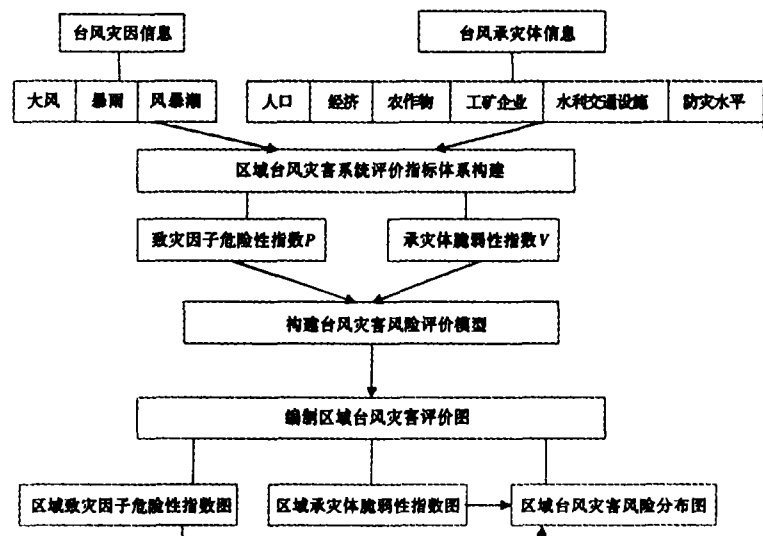 台风灾因信息
台风承灾体信息
大风 暴雨 风暴潮
人口 经济 农作物 工矿企业 水利交通设施 防灾水平
区域台风灾害系统评价指标体系构建
致灾因子危险性指数P
承灾体脆弱性指数V
构建台风灾害风险评价模型
编制区域台风灾害评价图
区域致灾因子危险性指数图
区域承灾体脆弱性指数图
区域台风灾害风险分布图